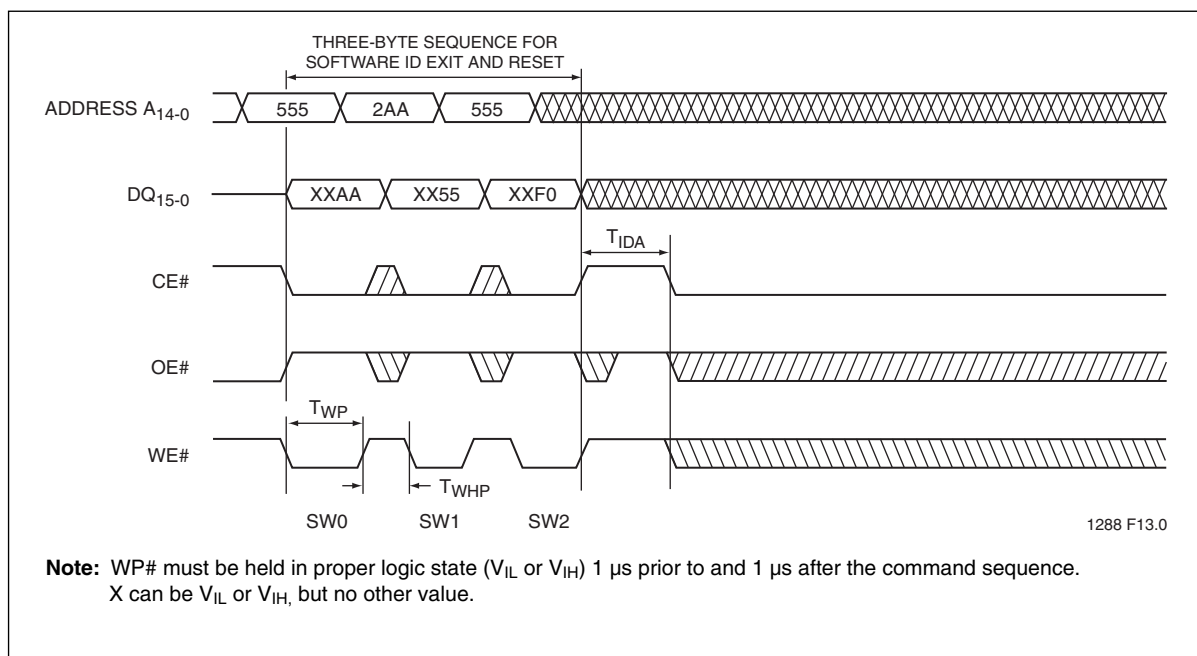 THREE-BYTE SEQUENCE FOR
SOFTWARE ID EXIT AND RESET
ADDRESS A14-0
555
2AA
555
DQ15-0
XXAA
XX55
XXF0
TIDA
CE#
OE#
TWP
WE#
TWHP
SW0
SW1
SW2
1288 F13.0
Note: WP# must be held in proper logic state (VIL or VIH) 1 µs prior to and 1 µs after the command sequence.
X can be VIL or VIH, but no other value.